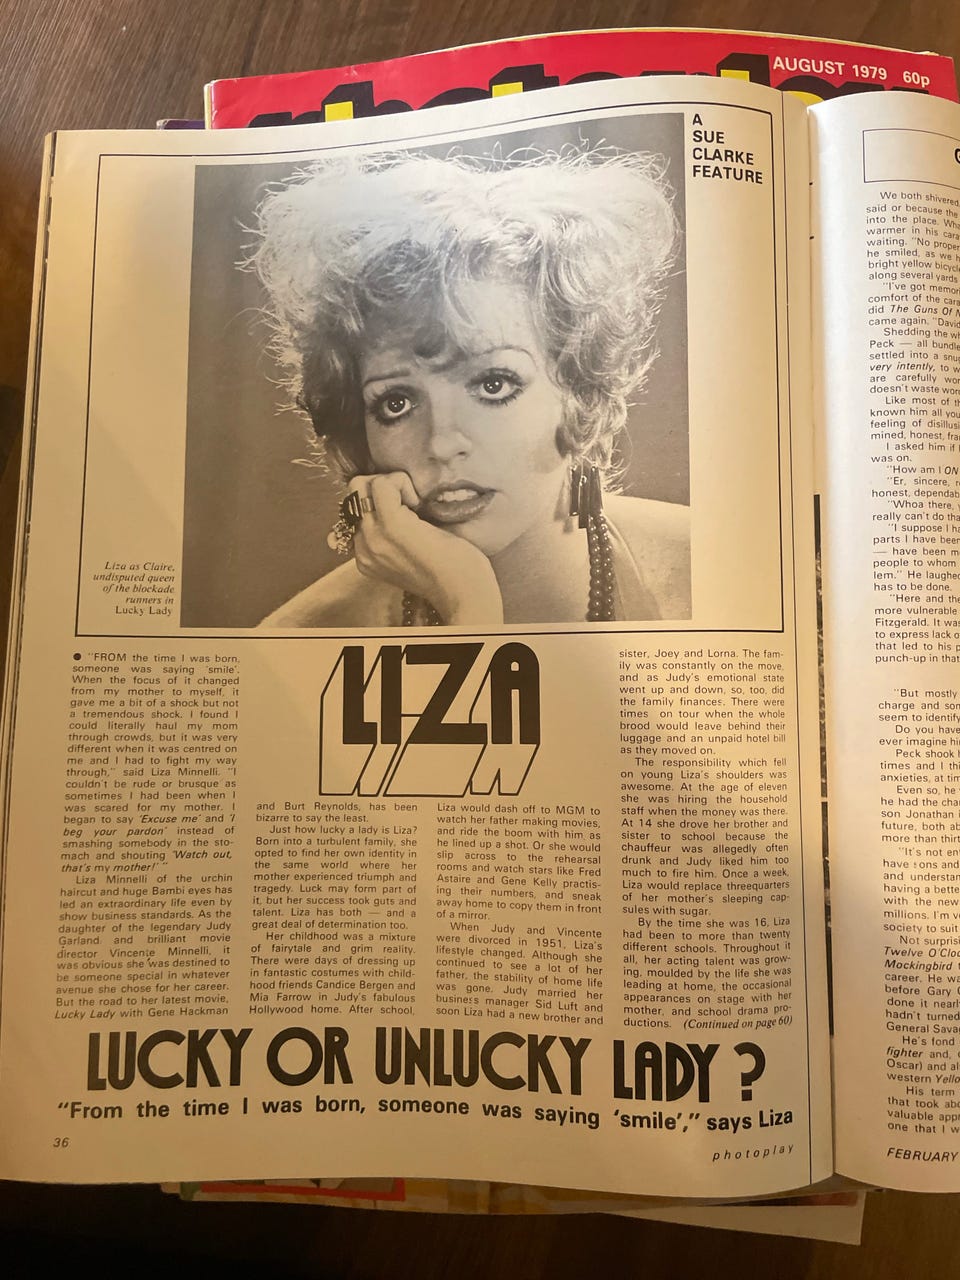 AUGUST 1979 60p
A
SUE
CLARKE
FEATURE
Liza as Claire,
undisputed queen
of the blockade
runners in
Lucky Lady
LIZA
● "FROM the time I was born,
someone was saying 'smile'.
When the focus of it changed
from my mother to myself, it
gave me a bit of a shock but not
a tremendous shock. I found I
could literally haul my mom
through crowds, but it was very
different when it was centred on
me and I had to fight my way
through," said Liza Minnelli. "I
couldn't be rude or brusque as
sometimes I had been when I
was scared for my mother. I
began to say 'Excuse me' and 'I
beg your pardon' instead of
smashing somebody in the sto-
mach and shouting 'Watch out,
that's my mother!' "
Liza Minnelli of the urchin
haircut and huge Bambi eyes has
led an extraordinary life even by
show business standards. As the
daughter of the legendary Judy
Garland and brilliant movie
director Vincente Minnelli, it
was obvious she was destined to
be someone special in whatever
avenue she chose for her career.
But the road to her latest movie,
Lucky Lady with Gene Hackman
and Burt Reynolds, has been
bizarre to say the least.
Just how lucky a lady is Liza?
Born into a turbulent family, she
opted to find her own identity in
the same world where her
mother experienced triumph and
tragedy. Luck may form part of
it, but her success took guts and
talent. Liza has both — and a
great deal of determination too.
Her childhood was a mixture
of fairytale and grim reality.
There were days of dressing up
in fantastic costumes with child-
hood friends Candice Bergen and
Mia Farrow in Judy's fabulous
Hollywood home. After school,
Liza would dash off to MGM to
watch her father making movies,
and ride the boom with him as
he lined up a shot. Or she would
slip across to the rehearsal
rooms and watch stars like Fred
Astaire and Gene Kelly practis-
ing their numbers, and sneak
away home to copy them in front
of a mirror.
When Judy and Vincente
were divorced in 1951, Liza's
lifestyle changed. Although she
continued to see a lot of her
father, the stability of home life
was gone. Judy married her
business manager Sid Luft and
soon Liza had a new brother and
sister, Joey and Lorna. The fam-
ily was constantly on the move,
and as Judy's emotional state
went up and down, so, too, did
the family finances. There were
times on tour when the whole
brood would leave behind their
luggage and an unpaid hotel bill
as they moved on.
The responsibility which fell
on young Liza's shoulders was
awesome. At the age of eleven
she was hiring the household
staff when the money was there.
At 14 she drove her brother and
sister to school because the
chauffeur was allegedly often
drunk and Judy liked him too
much to fire him. Once a week,
Liza would replace threequarters
of her mother's sleeping cap-
sules with sugar.
By the time she was 16, Liza
had been to more than twenty
different schools. Throughout it
all, her acting talent was grow-
ing, moulded by the life she was
leading at home, the occasional
appearances on stage with her
mother, and school drama pro-
ductions. (Continued on page 60)
LUCKY OR UNLUCKY LADY ?
"From the time I was born, someone was saying 'smile'," says Liza
36
photoplay
We both shivered,
said or because the
into the place.
warmer in his
waiting. "No proper
he smiled, as we
bright yellow
along several yards
"I've got
comfort of the
did The Guns Of
came again. "David
Shedding the
Peck — all
settled into a
very intently, to
are carefully
doesn't waste
Like most of
known him all
feeling of
mined, honest,
I asked him if
was on.
"How am I ON
"Er, sincere,
honest,
"Whoa there,
really can't do
"I suppose I
parts I have been
— have been
people to whom
lem." He laughed
has to be done.
"Here and the
more vulnerable
Fitzgerald. It was
to express lack
that led to his
punch-up in that
"But mostly
charge and
seem to identify
Do you have
ever imagine
Peck shook
times and I
anxieties, at
Even so, he
he had the
son Jonathan
future, both
more than
"It's not
have
and
having a
with the new
millions. I'm
society to suit
Not
Twelve O'Clock
Mockingbird
career. He
before Gary
done it
hadn't turned
General
He's fond
fighter and,
Oscar) and
western
His term
that took
valuable
one that I
FEBRUARY